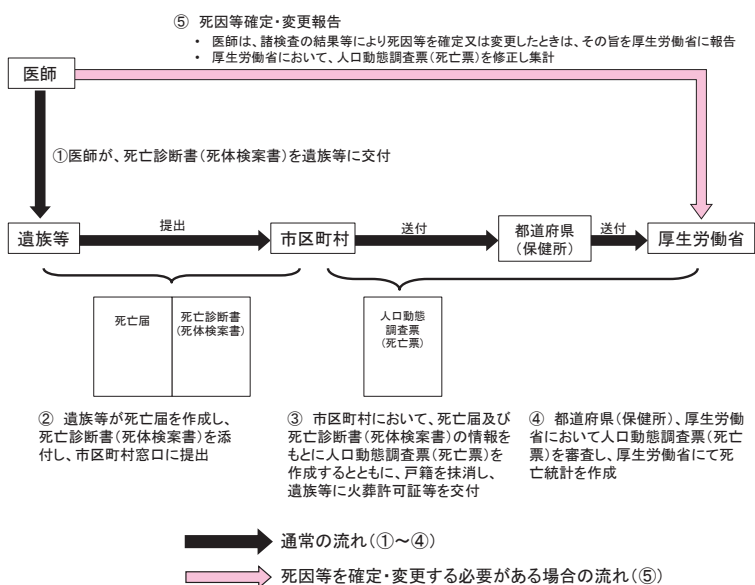 ⑤ 死因等確定・変更報告
・ 医師は、諸検査の結果等により死因等を確定又は変更したときは、その旨を厚生労働省に報告
・ 厚生労働省において、人口動態調査票(死亡票)を修正し集計
医師
①医師が、死亡診断書(死体検案書)を遺族等に交付
遺族等
提出
市区町村
送付
都道府県
(保健所)
送付
厚生労働省
死亡届
死亡診断書
(死体検案書)
人口動態
調査票
(死亡票)
② 遺族等が死亡届を作成し、
死亡診断書(死体検案書)を添
付し、市区町村窓口に提出
③ 市区町村において、死亡届及び
死亡診断書(死体検案書)の情報を
もとに人口動態調査票(死亡票)を
作成するとともに、戸籍を抹消し、
遺族等に火葬許可証等を交付
④ 都道府県(保健所)、厚生労働
省において人口動態調査票(死亡
票)を審査し、厚生労働省にて死
亡統計を作成
通常の流れ(①~④)
死因等を確定・変更する必要がある場合の流れ(⑤)